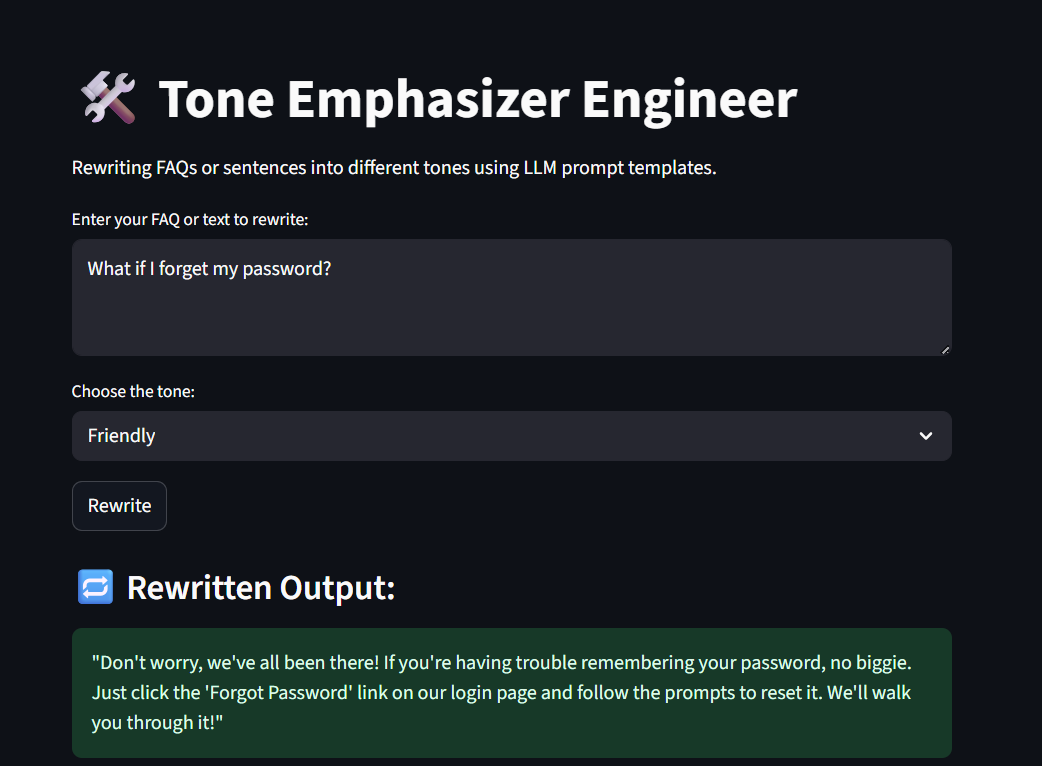 Tone Emphasizer Engineer
Rewriting FAQs or sentences into different tones using LLM prompt templates.
Enter your FAQ or text to rewrite:
What if I forget my password?
Choose the tone:
Friendly
Rewrite
Rewritten Output:
"Don't worry, we've all been there! If you're having trouble remembering your password, no biggie.
Just click the 'Forgot Password' link on our login page and follow the prompts to reset it. We'll walk
you through it!"